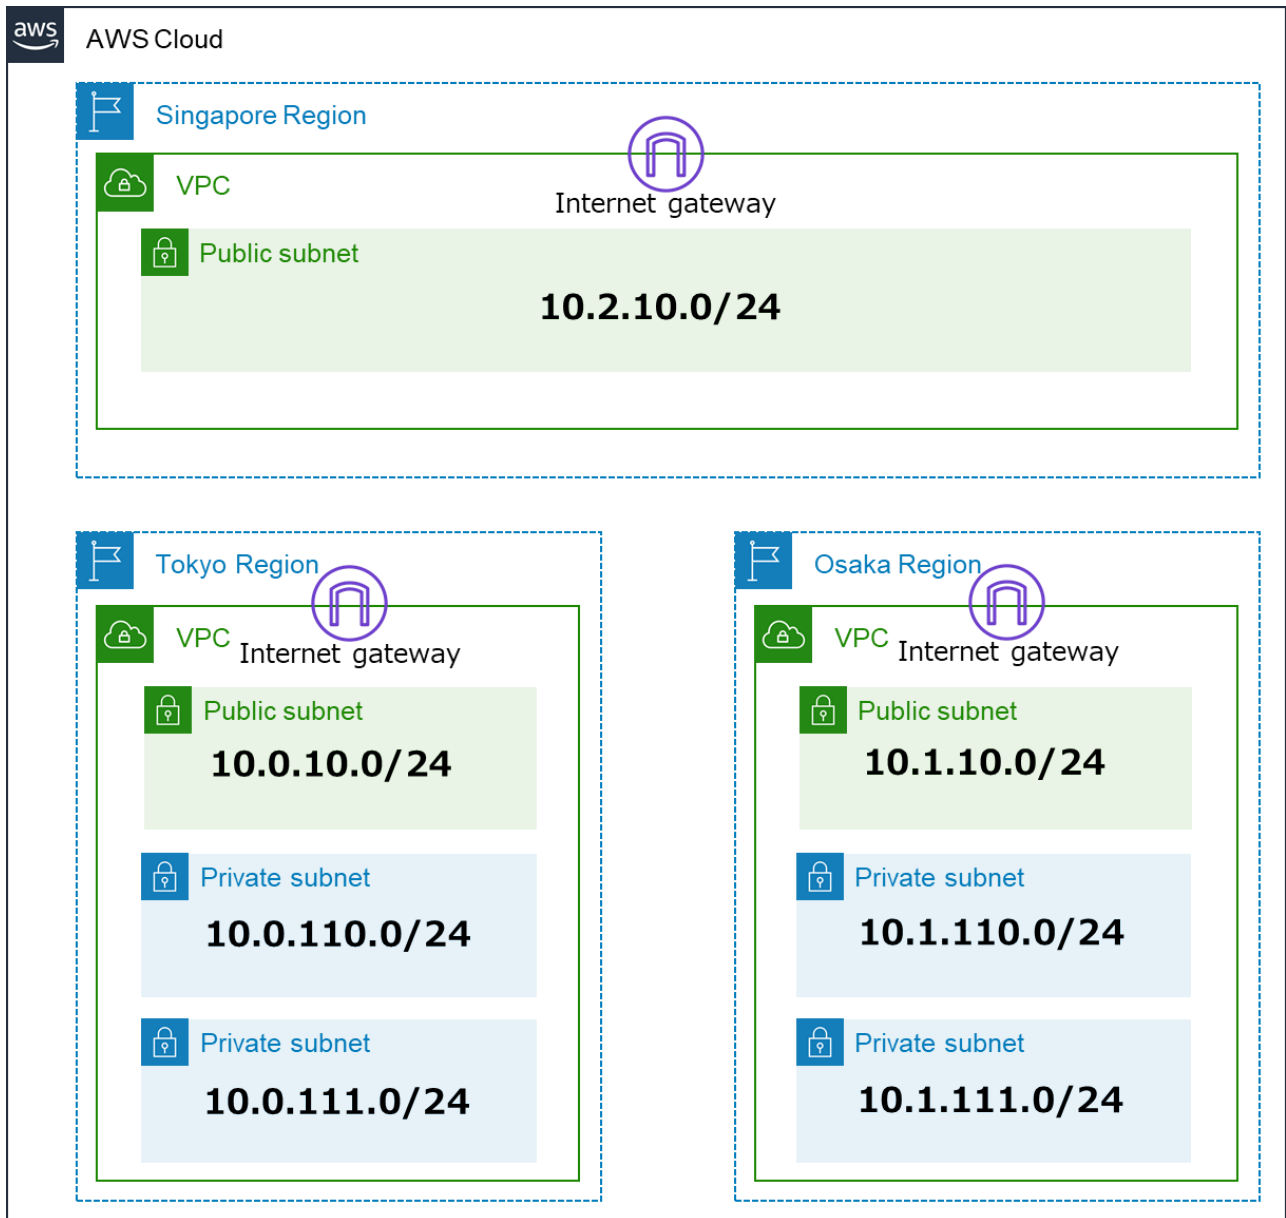 aws
AWS Cloud
Singapore Region
VPC
Internet gateway
Public subnet
10.2.10.0/24
Tokyo Region
VPC
Internet gateway
Public subnet
10.0.10.0/24
Private subnet
10.0.110.0/24
Private subnet
10.0.111.0/24
Osaka Region
VPC
Internet gateway
Public subnet
10.1.10.0/24
Private subnet
10.1.110.0/24
Private subnet
10.1.111.0/24